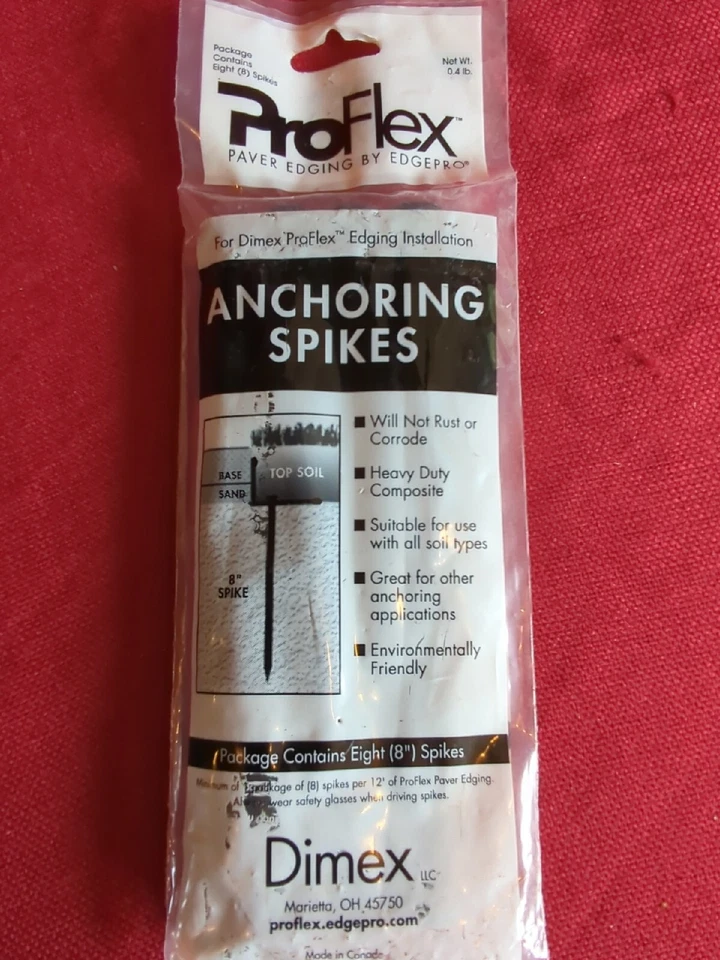 Package
Contains
Eight (8) Spikes
Net Wt.
0.4 lb.
ProFlex™
PAVER EDGING BY EDGEPRO®
For Dimex ProFlex™ Edging Installation
ANCHORING
SPIKES
BASE
TOP SOIL
SAND
8"
SPIKE
■ Will Not Rust or
Corrode
■ Heavy Duty
Composite
■ Suitable for use
with all soil types
■ Great for other
anchoring
applications
■ Environmentally
Friendly
Package Contains Eight (8") Spikes
of (8) spikes per 12' of ProFlex Paver Edging.
wear safety glasses when driving spikes.
Dimex LLC
Marietta, OH 45750
proflex.edgepro.com
Made in Canada